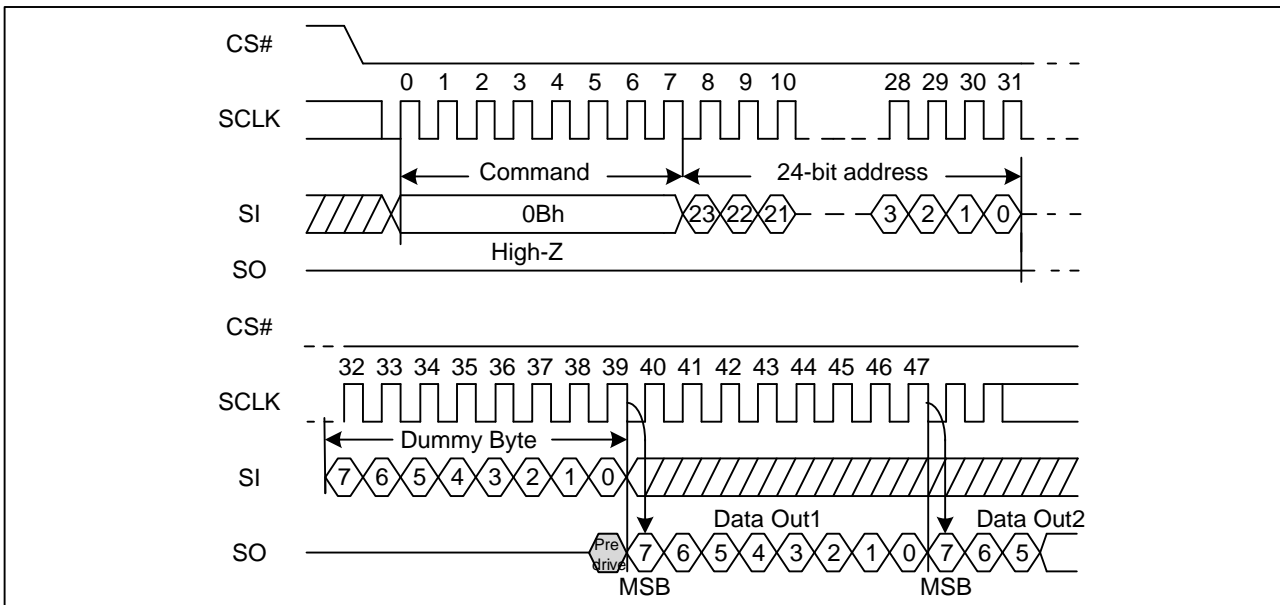 CS#
0 1 2 3 4 5 6 7 8 9 10 28 29 30 31
SCLK
Command 24-bit address
SI 0Bh 23 22 21 3 2 1 0
High-Z
SO
CS#
32 33 34 35 36 37 38 39 40 41 42 43 44 45 46 47
SCLK
Dummy Byte
SI 7 6 5 4 3 2 1 0
Data Out1 Data Out2
SO Pre drive 7 6 5 4 3 2 1 0 7 6 5
MSB MSB